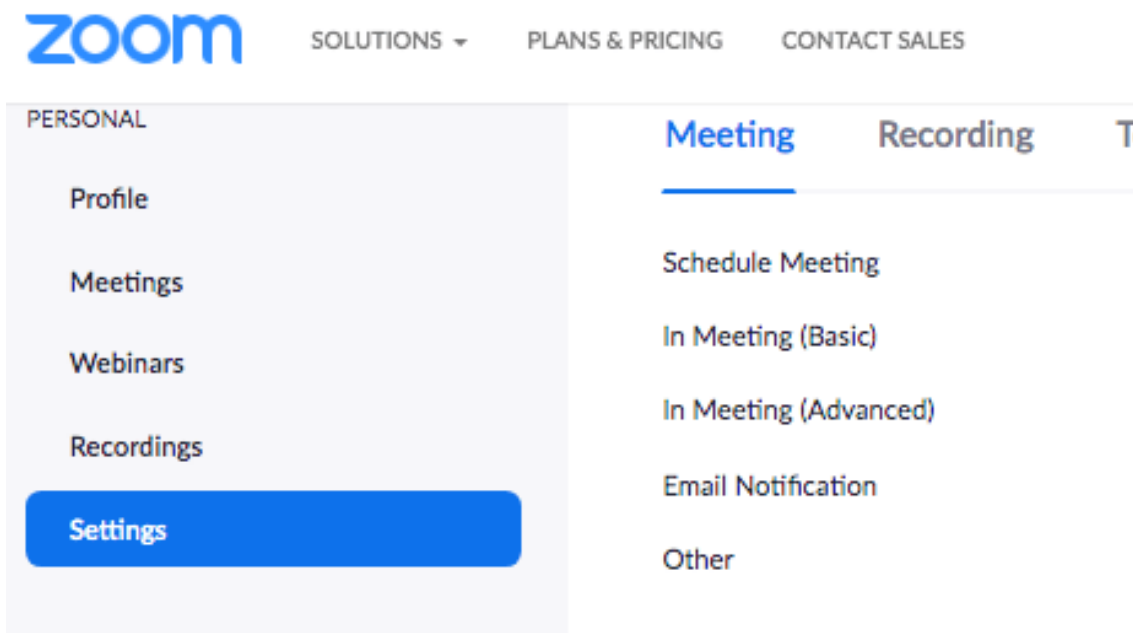 zoom SOLUTIONS PLANS & PRICING CONTACT SALES
PERSONAL
Profile
Meetings
Webinars
Recordings
Settings
Meeting Recording
Schedule Meeting
In Meeting (Basic)
In Meeting (Advanced)
Email Notification
Other